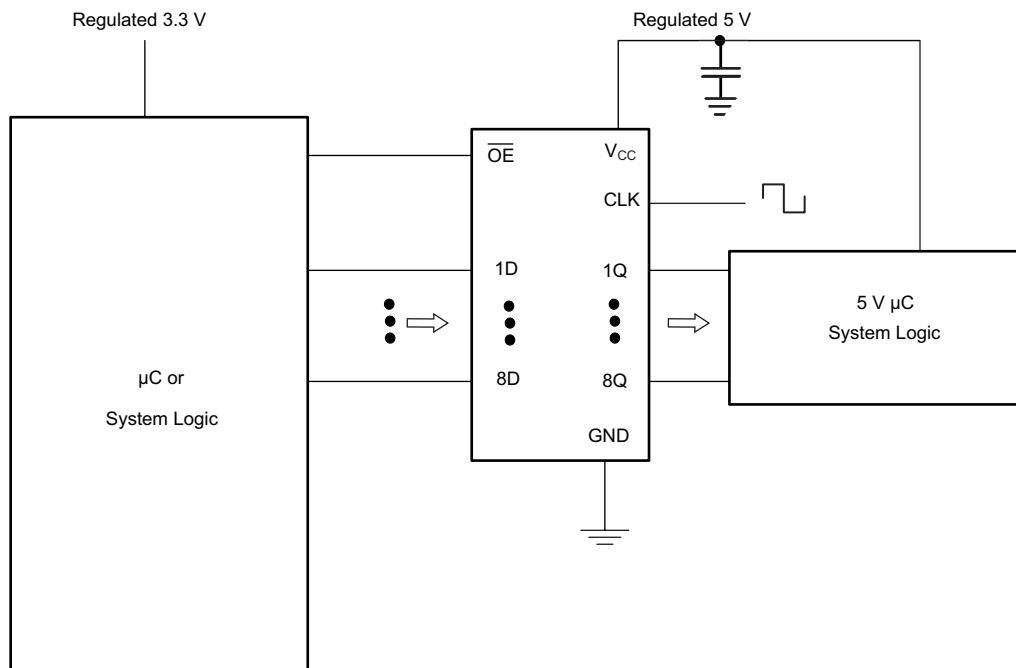 Regulated 3.3 V
Regulated 5 V
OE
VCC
CLK
1D
1Q
8D
8Q
GND
µC or
System Logic
5 V µC
System Logic